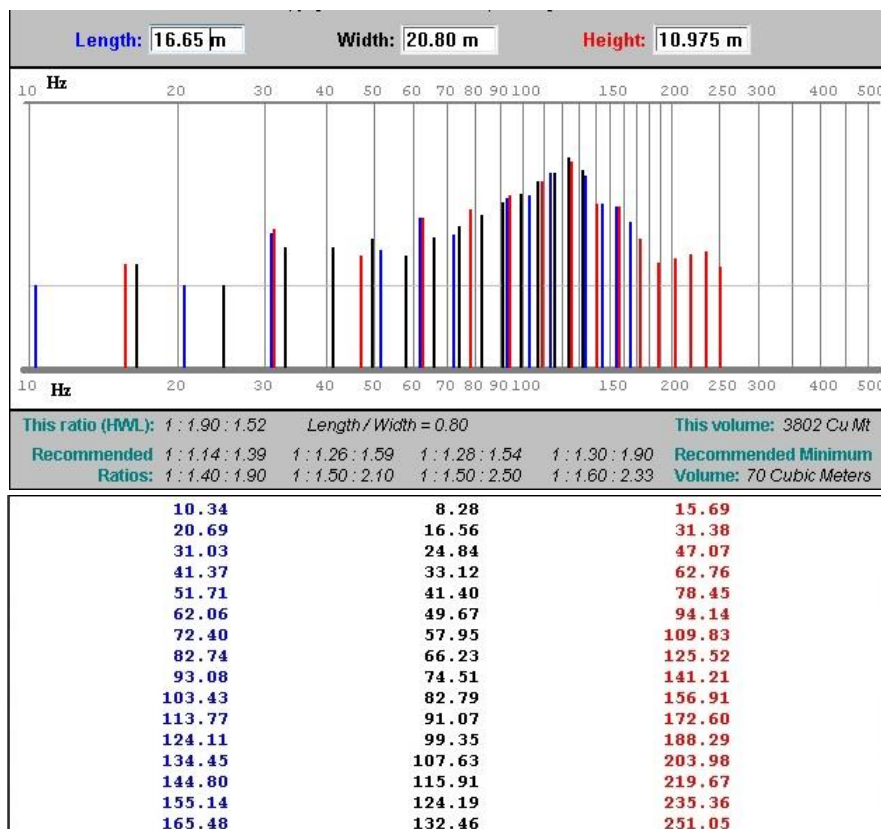 Length: 16.65 m Width: 20.80 m Height: 10.975 m
Hz
10 20 30 40 50 60 70 80 90 100 150 200 250 300 400 500
10 20 30 40 50 60 70 80 90 100 150 200 250 300 400 500
Hz
This ratio (HWL): 1 : 1.90 : 1.52 Length / Width = 0.80 This volume: 3802 Cu Mt
Recommended 1 : 1.14 : 1.39 1 : 1.26 : 1.59 1 : 1.28 : 1.54 1 : 1.30 : 1.90 Recommended Minimum
Ratios: 1 : 1.40 : 1.90 1 : 1.50 : 2.10 1 : 1.50 : 2.50 1 : 1.60 : 2.33 Volume: 70 Cubic Meters
10.34 8.28 15.69
20.69 16.56 31.38
31.03 24.84 47.07
41.37 33.12 62.76
51.71 41.40 78.45
62.06 49.67 94.14
72.40 57.95 109.83
82.74 66.23 125.52
93.08 74.51 141.21
103.43 82.79 156.91
113.77 91.07 172.60
124.11 99.35 188.29
134.45 107.63 203.98
144.80 115.91 219.67
155.14 124.19 235.36
165.48 132.46 251.05